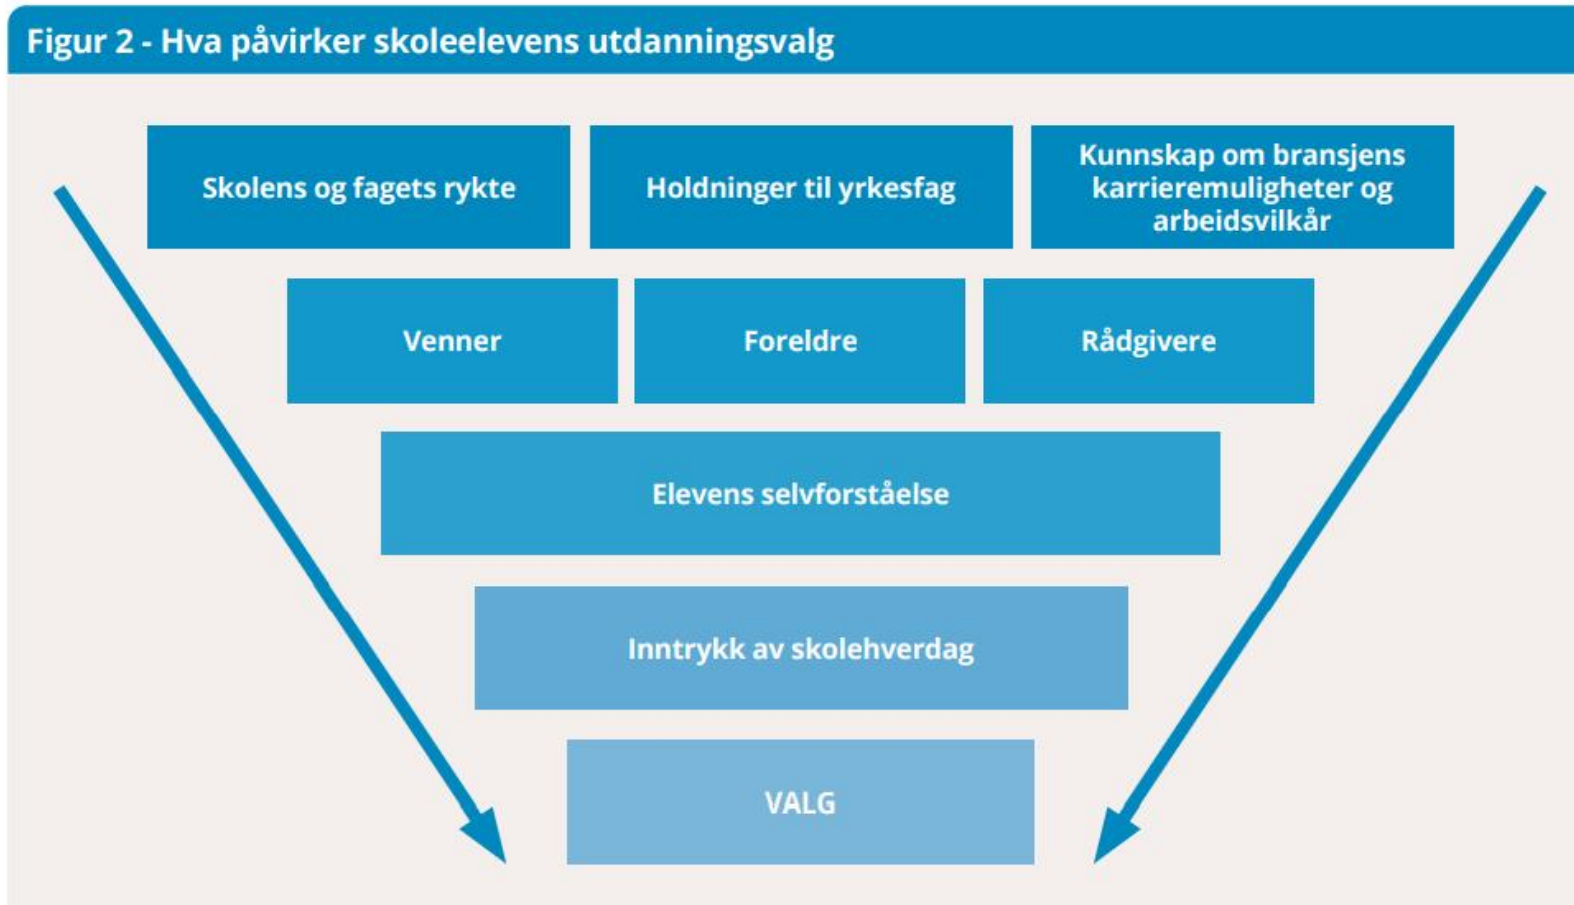 Figur 2 - Hva påvirker skoleelevens utdanningsvalg
Skolens og fagets rykte
Holdninger til yrkesfag
Kunnskap om bransjens
karrieremuligheter og
arbeidsvilkår
Venner
Foreldre
Rådgivere
Elevens selvforståelse
Inntrykk av skolehverdag
VALG